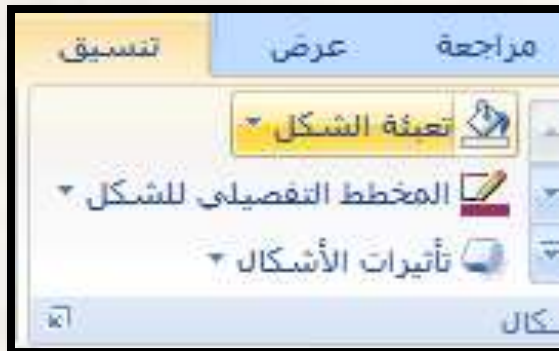 مراجعة عرض تنسيق
تعبئة الشكل
المخطط التفصيلي للشكل
تأثيرات الأشكال